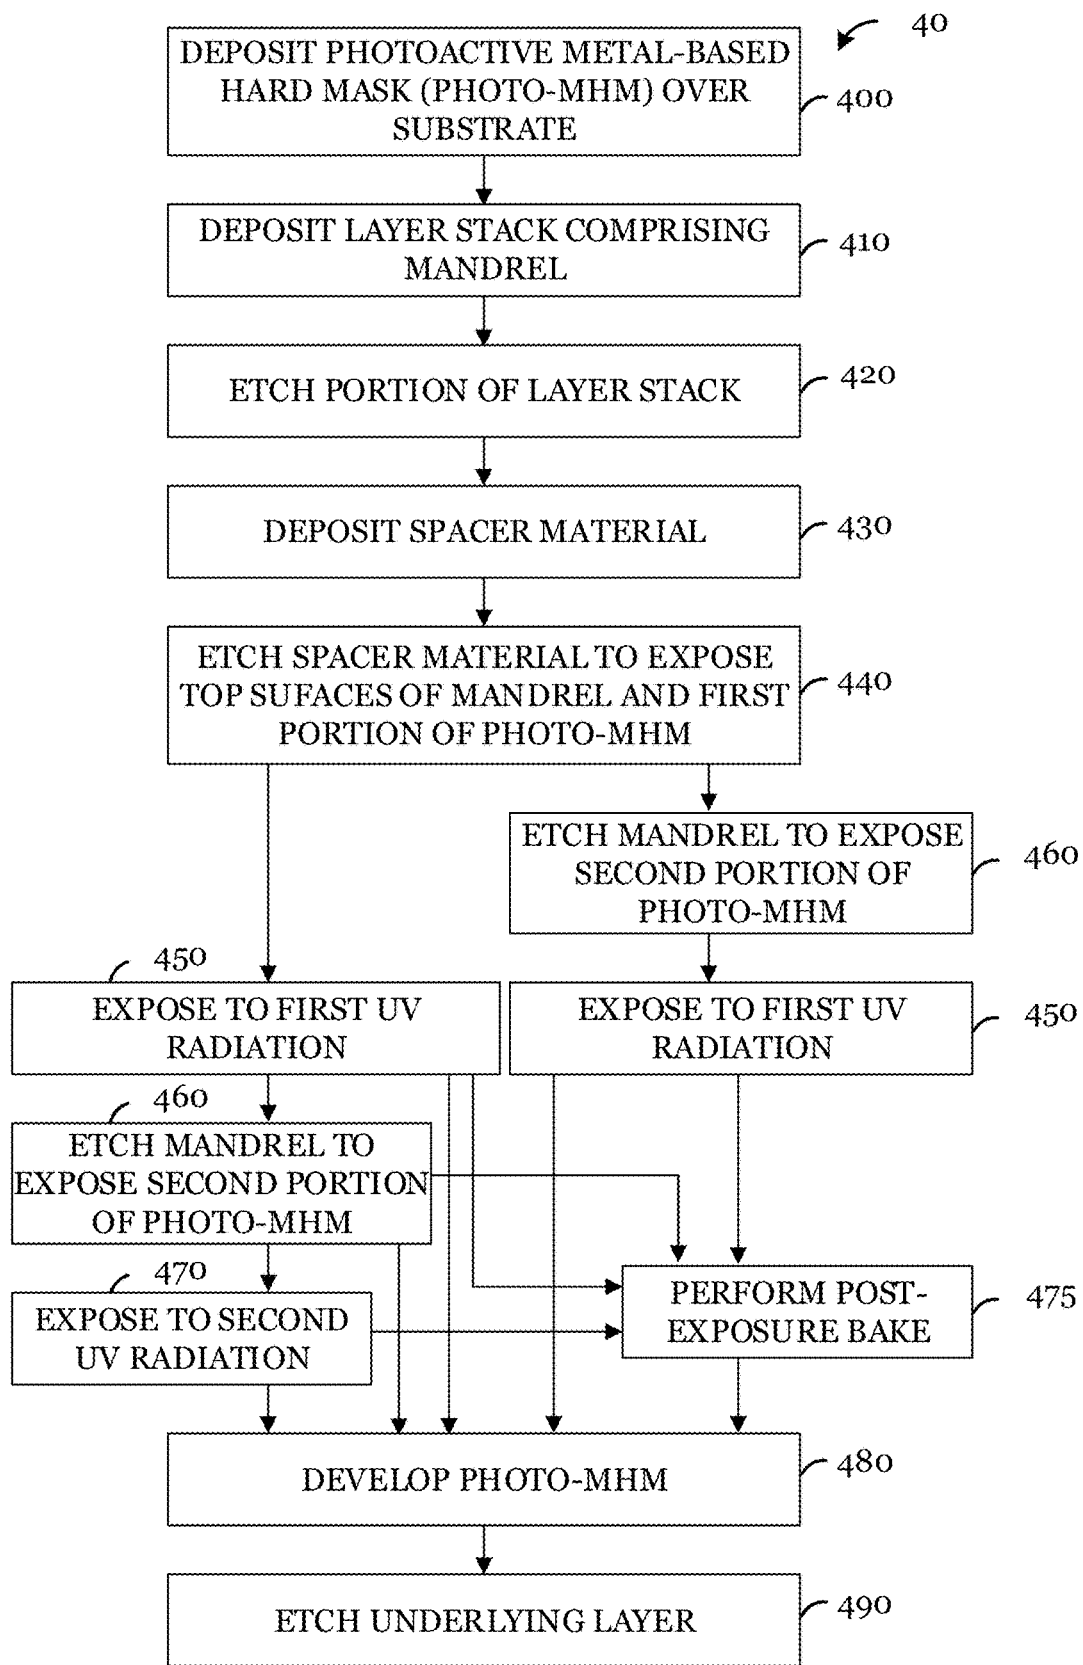 40
DEPOSIT PHOTOACTIVE METAL-BASED
HARD MASK (PHOTO-MHM) OVER
SUBSTRATE
400
DEPOSIT LAYER STACK COMPRISING
MANDREL
410
ETCH PORTION OF LAYER STACK
420
DEPOSIT SPACER MATERIAL
430
ETCH SPACER MATERIAL TO EXPOSE
TOP SUFACES OF MANDREL AND FIRST
PORTION OF PHOTO-MHM
440
ETCH MANDREL TO EXPOSE
SECOND PORTION OF
PHOTO-MHM
460
450
EXPOSE TO FIRST UV
RADIATION
EXPOSE TO FIRST UV
RADIATION
450
460
ETCH MANDREL TO
EXPOSE SECOND PORTION
OF PHOTO-MHM
470
EXPOSE TO SECOND
UV RADIATION
PERFORM POST-
EXPOSURE BAKE
475
DEVELOP PHOTO-MHM
480
ETCH UNDERLYING LAYER
490